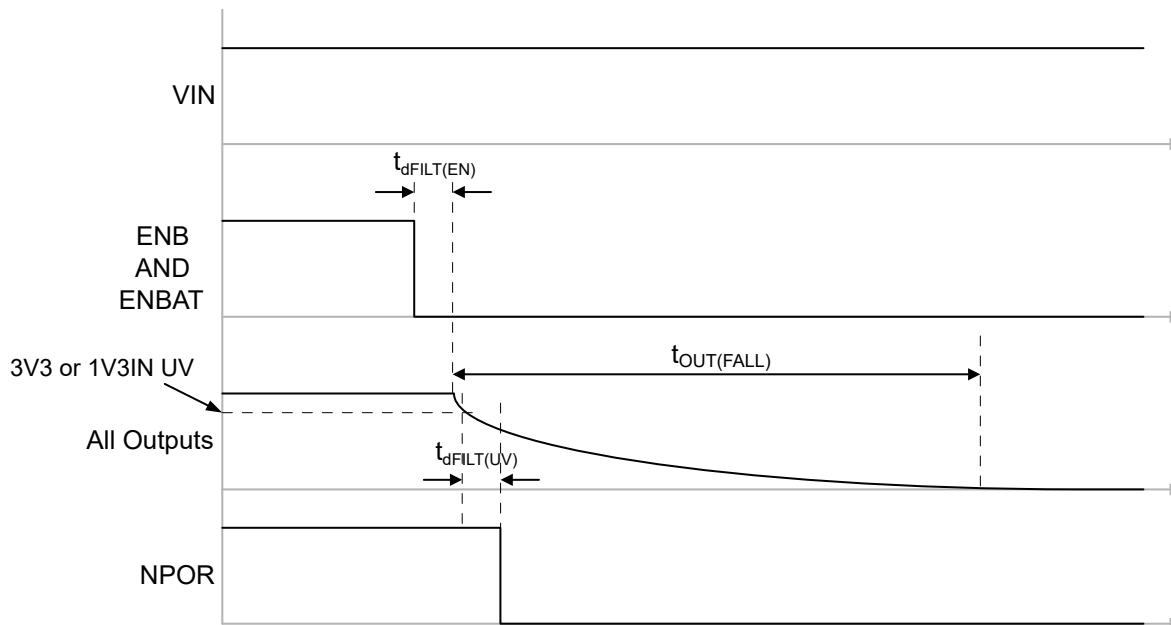 VIN
tdFILT(EN)
ENB
AND
ENBAT
tOUT(FALL)
3V3 or 1V3IN UV
All Outputs
tdFILT(UV)
NPOR